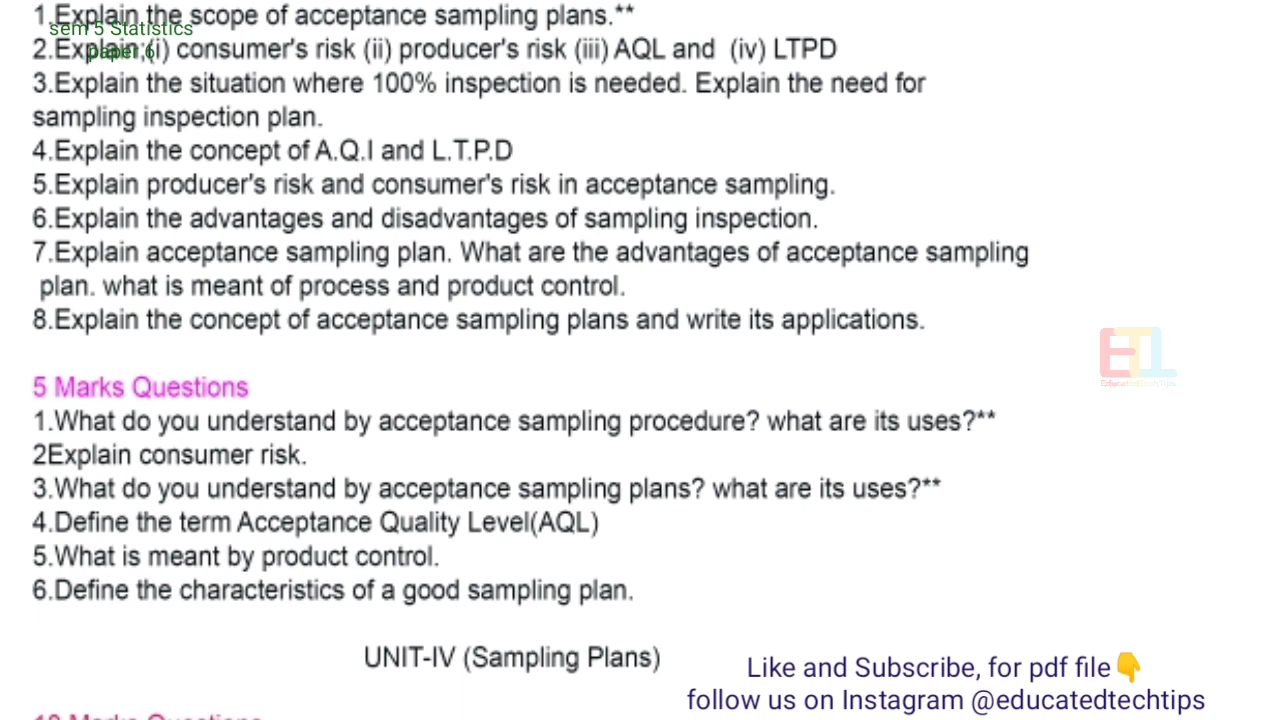 1.Explain the scope of acceptance sampling plans.**
sem 5 Statistics
paper 6
2.Explain,(i) consumer's risk (ii) producer's risk (iii) AQL and (iv) LTPD
3.Explain the situation where 100% inspection is needed. Explain the need for
sampling inspection plan.
4.Explain the concept of A.Q.I and L.T.P.D
5.Explain producer's risk and consumer's risk in acceptance sampling.
6.Explain the advantages and disadvantages of sampling inspection.
7.Explain acceptance sampling plan. What are the advantages of acceptance sampling
plan. what is meant of process and product control.
8.Explain the concept of acceptance sampling plans and write its applications.
ETL
EducatedTechTips
5 Marks Questions
1.What do you understand by acceptance sampling procedure? what are its uses?**
2Explain consumer risk.
3.What do you understand by acceptance sampling plans? what are its uses?**
4.Define the term Acceptance Quality Level(AQL)
5.What is meant by product control.
6.Define the characteristics of a good sampling plan.
UNIT-IV (Sampling Plans)
Like and Subscribe, for pdf file👇
follow us on Instagram @educatedtechtips
Marks Questions